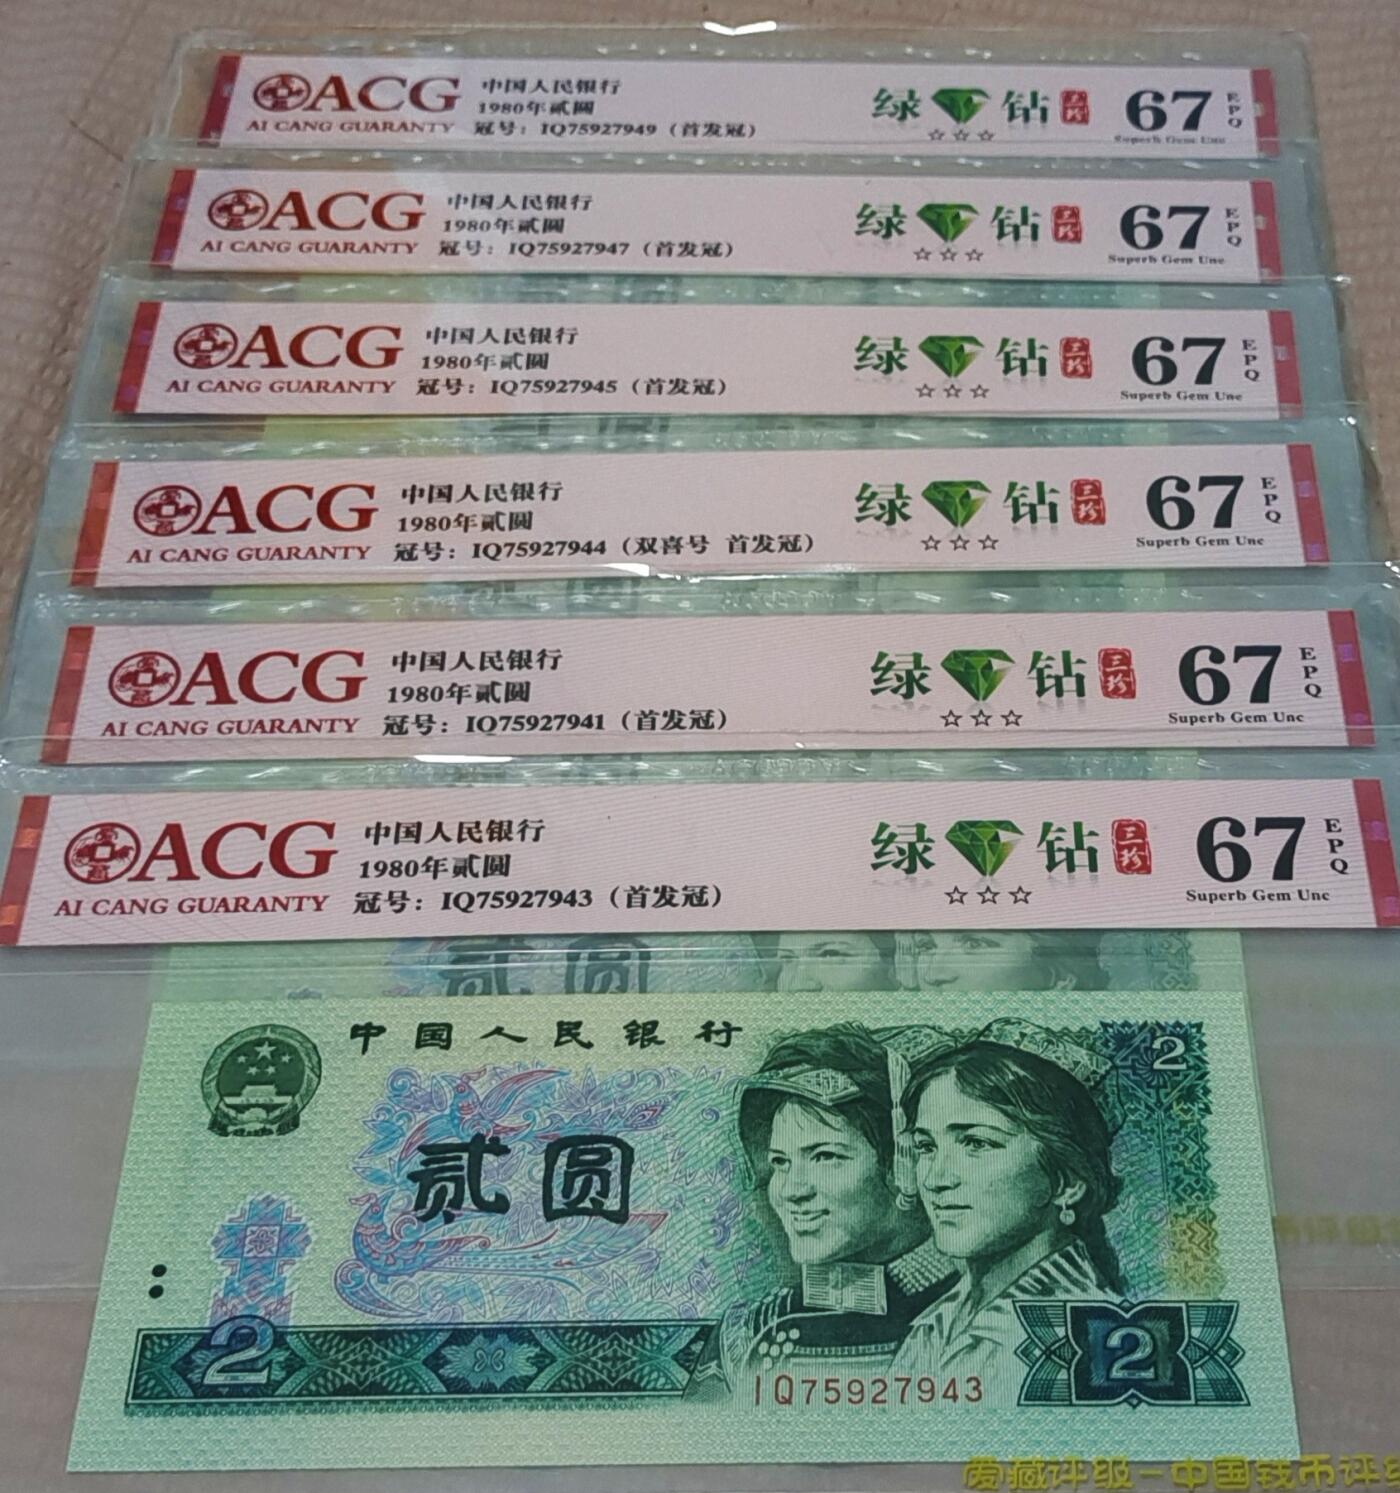 ACG
AI CANG GUARANTY
中国人民银行
1980年贰圆
冠号：IQ75927949（首发冠）
绿 钻 三珍
☆☆☆
67 EPQ
Superb Gem Unc
ACG
AI CANG GUARANTY
中国人民银行
1980年贰圆
冠号：IQ75927947（首发冠）
绿 钻 三珍
☆☆☆
67 EPQ
Superb Gem Unc
ACG
AI CANG GUARANTY
中国人民银行
1980年贰圆
冠号：IQ75927945（首发冠）
绿 钻 三珍
☆☆☆
67 EPQ
Superb Gem Unc
ACG
AI CANG GUARANTY
中国人民银行
1980年贰圆
冠号：IQ75927944（双喜号 首发冠）
绿 钻 三珍
☆☆☆
67 EPQ
Superb Gem Unc
ACG
AI CANG GUARANTY
中国人民银行
1980年贰圆
冠号：IQ75927941（首发冠）
绿 钻 三珍
☆☆☆
67 EPQ
Superb Gem Unc
ACG
AI CANG GUARANTY
中国人民银行
1980年贰圆
冠号：IQ75927943（首发冠）
绿 钻 三珍
☆☆☆
67 EPQ
Superb Gem Unc
贰圆
中国人民银行
2
贰圆
2
2
IQ75927943
爱藏评级-中国钱币评级